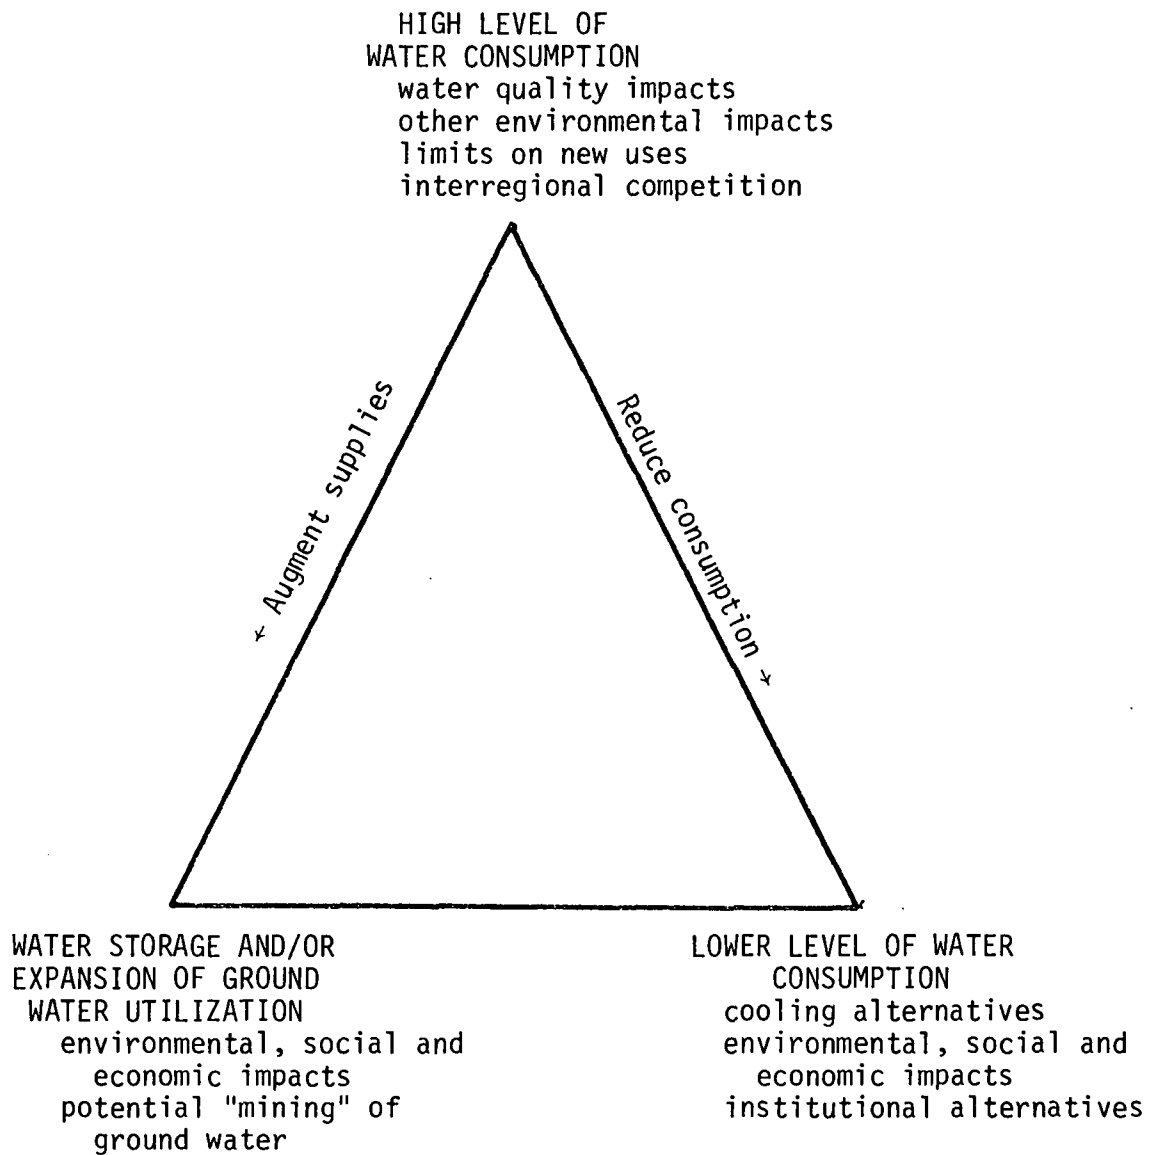 HIGH LEVEL OF
WATER CONSUMPTION
water quality impacts
other environmental impacts
limits on new uses
interregional competition
← Augment supplies
Reduce consumption →
WATER STORAGE AND/OR
EXPANSION OF GROUND
WATER UTILIZATION
environmental, social and
economic impacts
potential "mining" of
ground water
LOWER LEVEL OF WATER
CONSUMPTION
cooling alternatives
environmental, social and
economic impacts
institutional alternatives